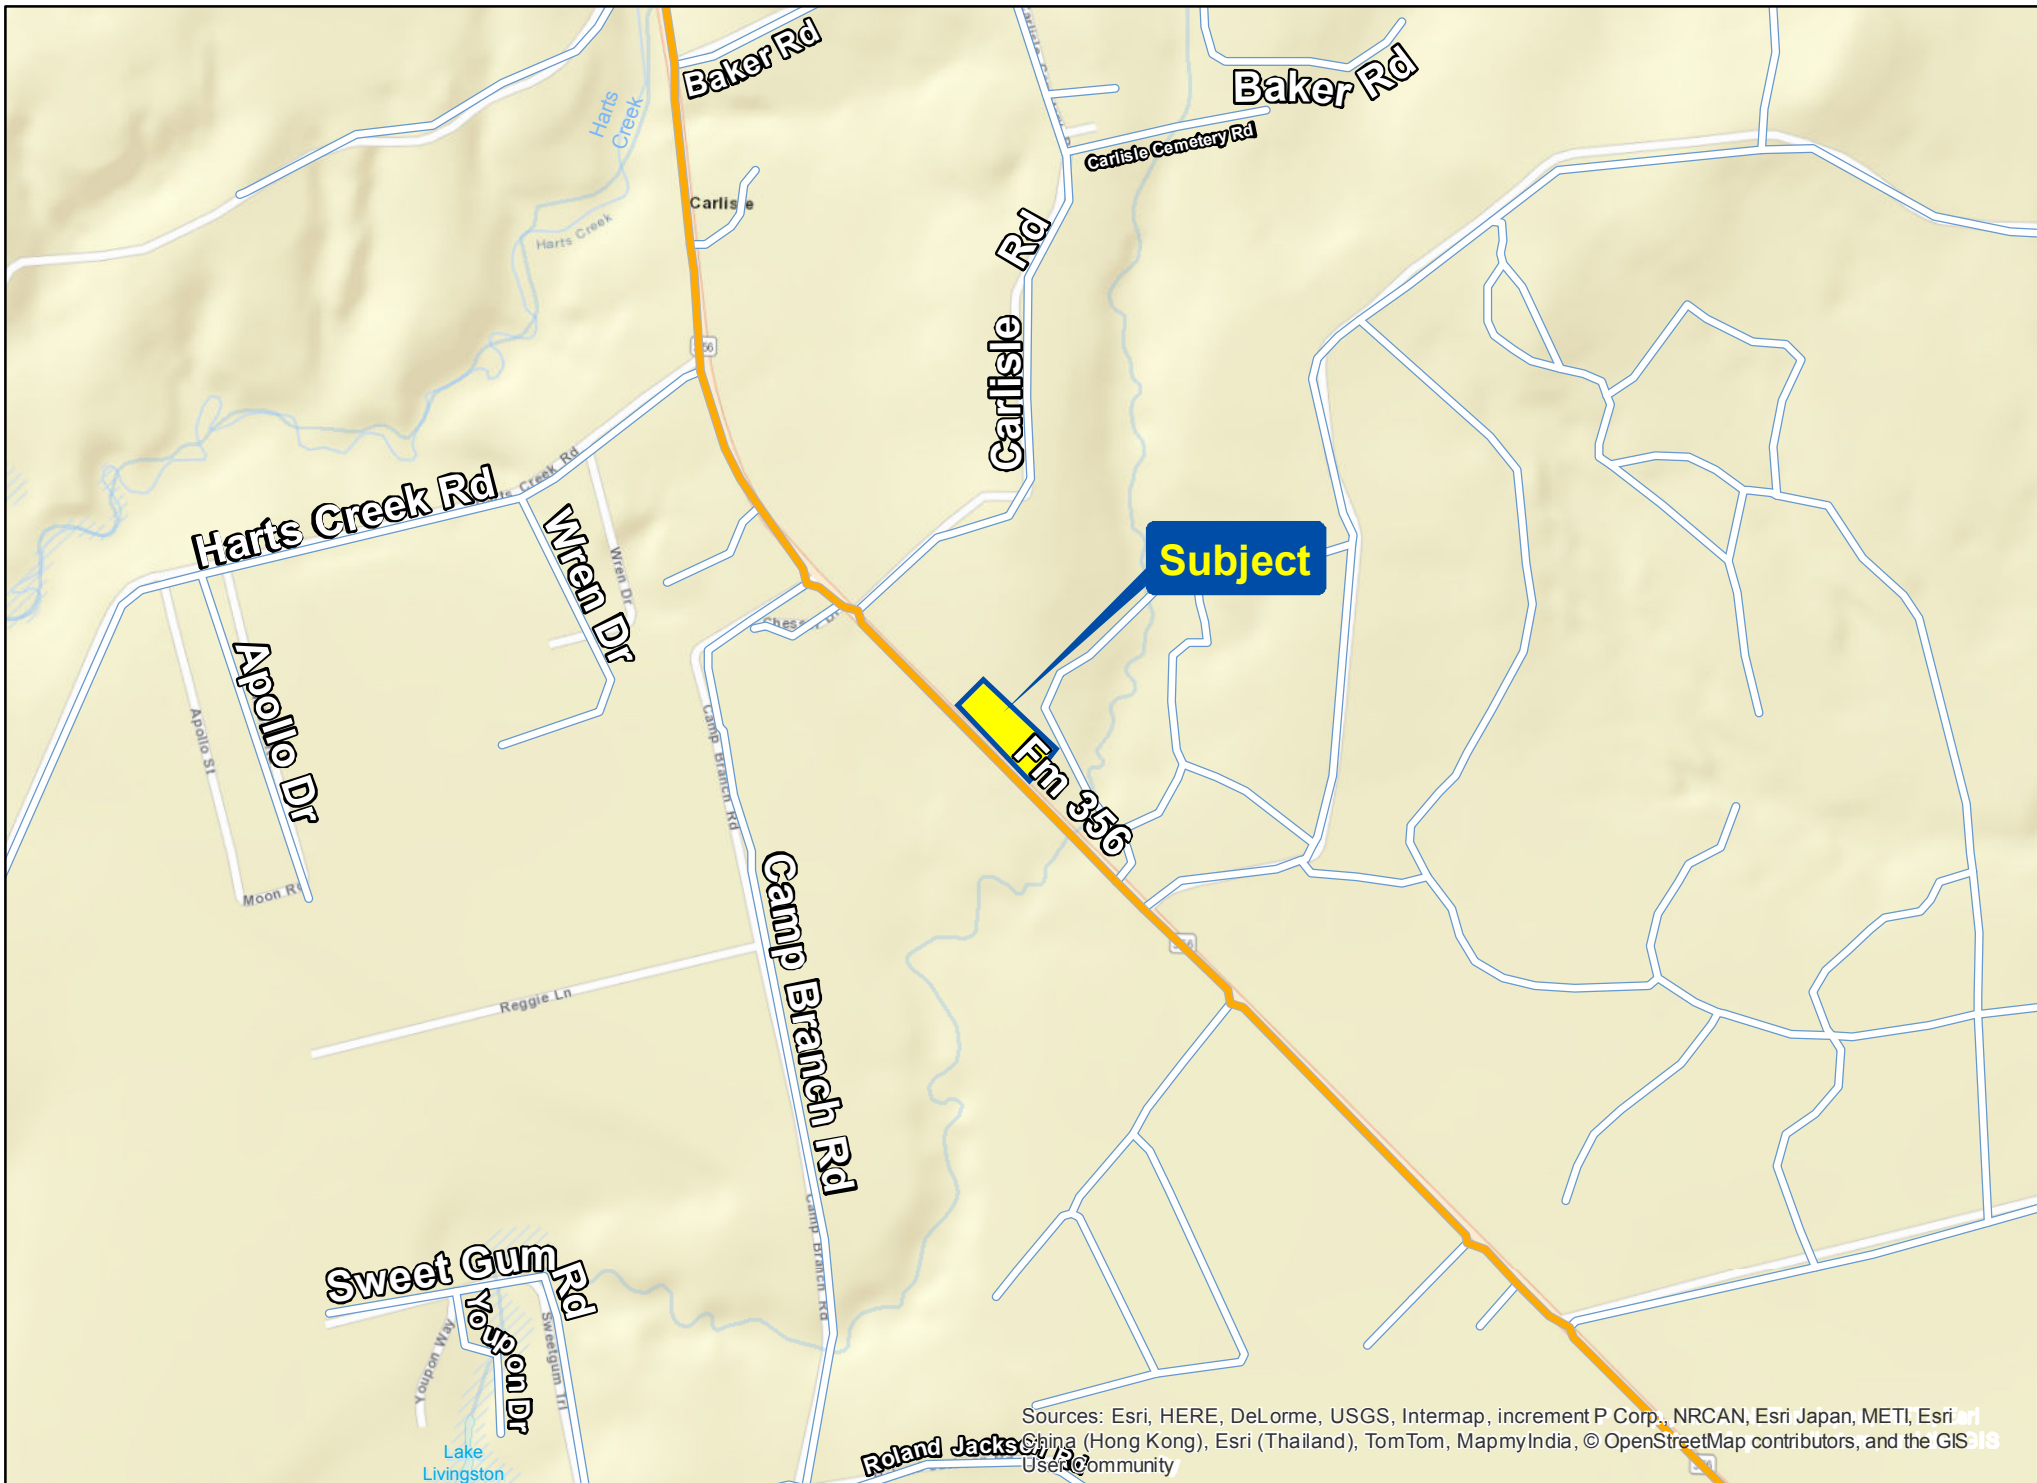 Baker Rd
Baker Rd
Harts
Creek
Carlisle Cemetery Rd
Carlisle
Harts Creek
Carlisle Rd
Harts Creek Rd
Wren Dr
Wren Dr
Subject
Apollo Dr
Apollo St
Camp Branch Rd
Fm 356
Moon Rd
Camp Branch Rd
Reggie Ln
Camp Branch Rd
Sweet Gum Rd
Youpon Way
Youpon Dr
Sweetgum Trl
Lake
Livingston
Roland Jackson Rd
Sources: Esri, HERE, DeLorme, USGS, Intermap, increment P Corp., NRCAN, Esri Japan, METI, Esri
China (Hong Kong), Esri (Thailand), TomTom, MapmyIndia, © OpenStreetMap contributors, and the GIS
User Community